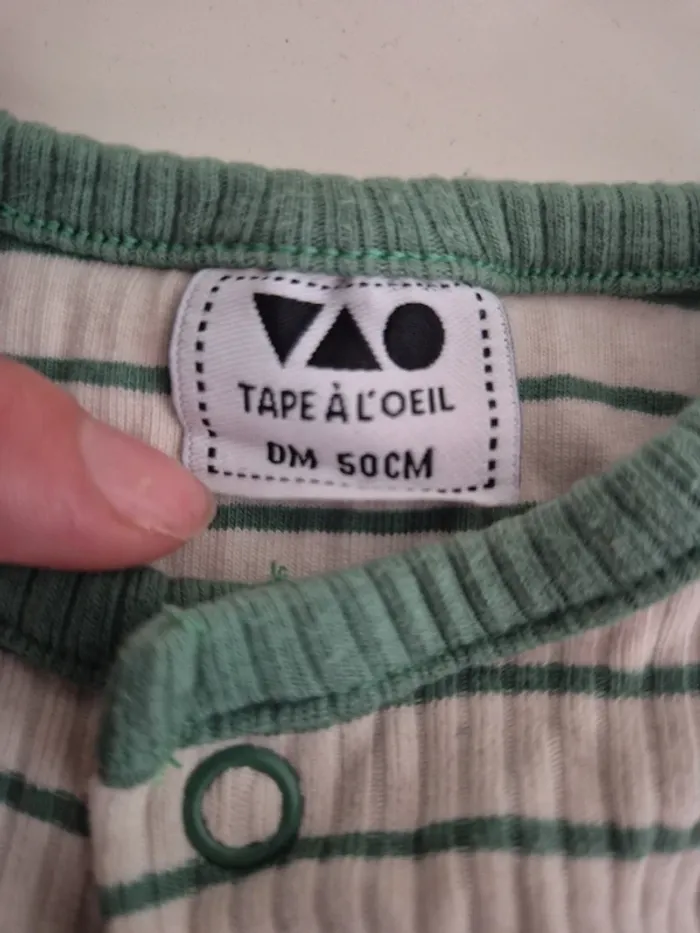 TAPE À L'OEIL
DM 50CM